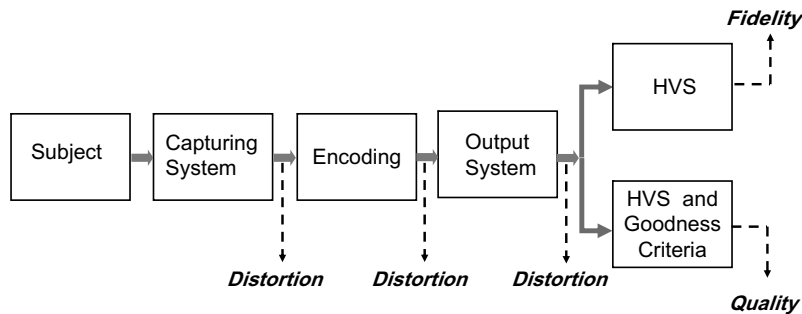 Fidelity
HVS
Subject
Capturing
System
Encoding
Output
System
HVS and
Goodness
Criteria
Distortion
Distortion
Distortion
Quality